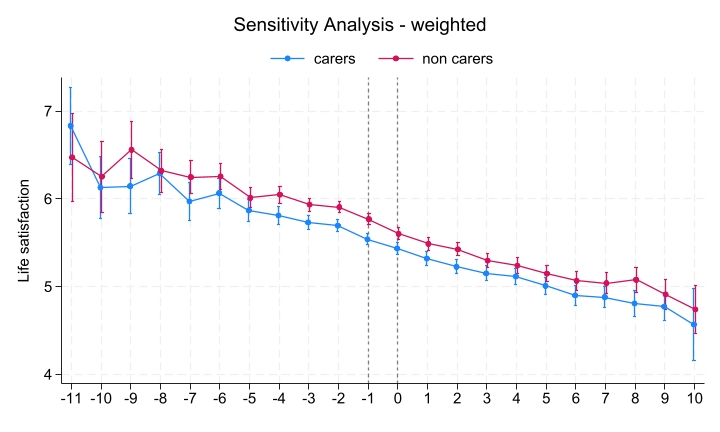 Sensitivity Analysis - weighted
carers non carers
Life satisfaction
7
6
5
4
-11 -10 -9 -8 -7 -6 -5 -4 -3 -2 -1 0 1 2 3 4 5 6 7 8 9 10